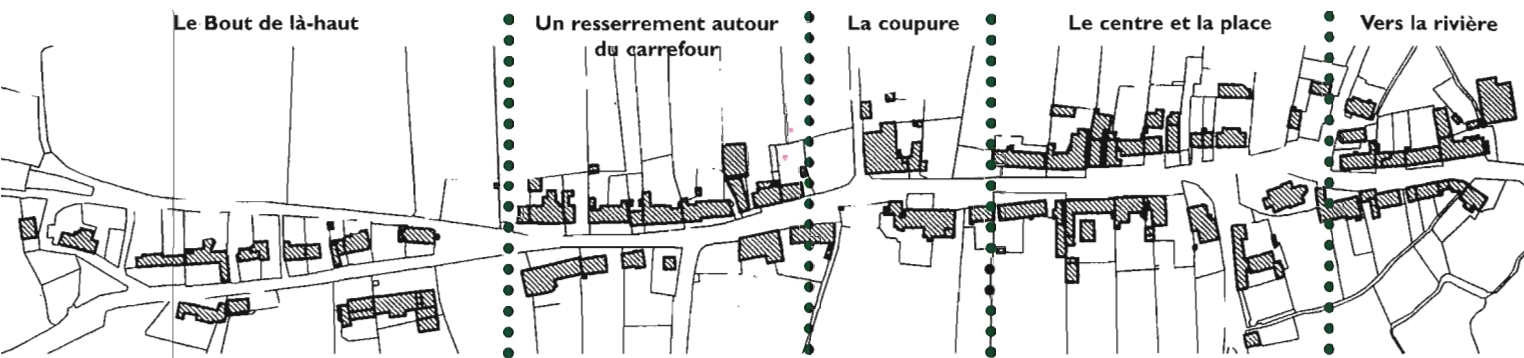 Le Bout de là-haut
Un resserrement autour
du carrefour
La coupure
Le centre et la place
Vers la rivière